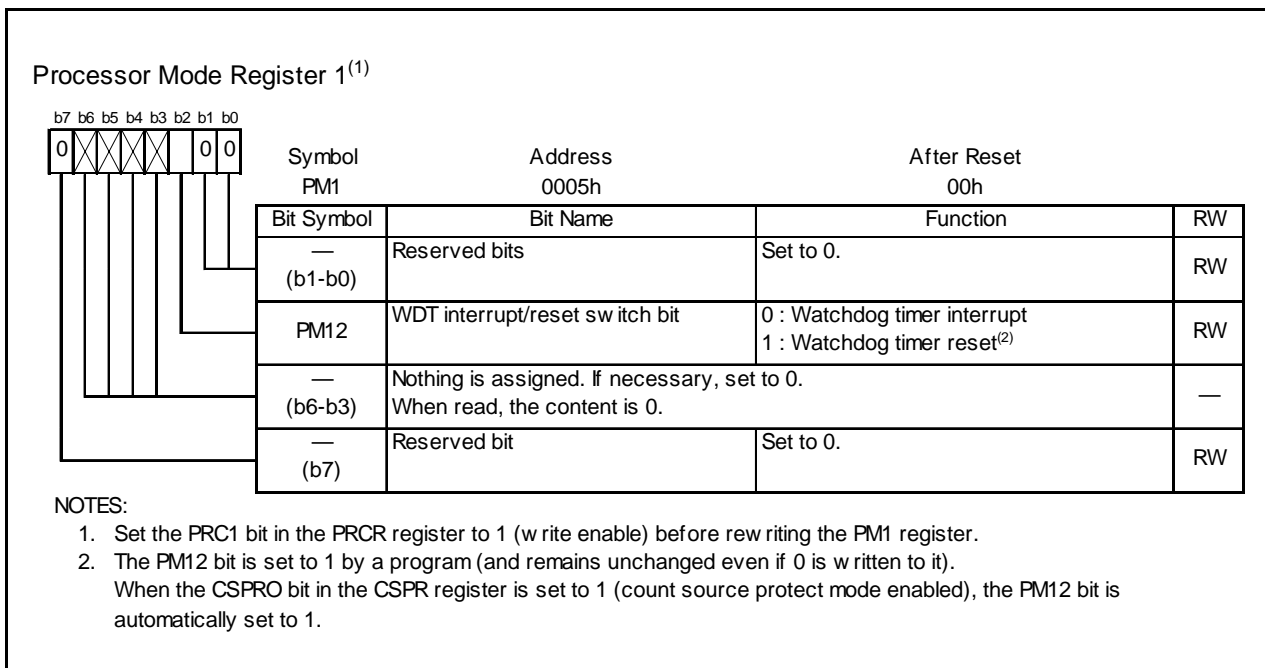 Processor Mode Register 1(1)
b7 b6 b5 b4 b3 b2 b1 b0
0 0 0
Symbol Address After Reset
PM1 0005h 00h
Bit Symbol Bit Name Function RW
— Reserved bits Set to 0. RW
(b1-b0)
PM12 WDT interrupt/reset switch bit 0 : Watchdog timer interrupt RW
1 : Watchdog timer reset(2)
— Nothing is assigned. If necessary, set to 0. —
(b6-b3) When read, the content is 0.
— Reserved bit Set to 0. RW
(b7)
NOTES:
1. Set the PRC1 bit in the PRCR register to 1 (write enable) before rewriting the PM1 register.
2. The PM12 bit is set to 1 by a program (and remains unchanged even if 0 is written to it).
When the CSPRO bit in the CSPR register is set to 1 (count source protect mode enabled), the PM12 bit is
automatically set to 1.